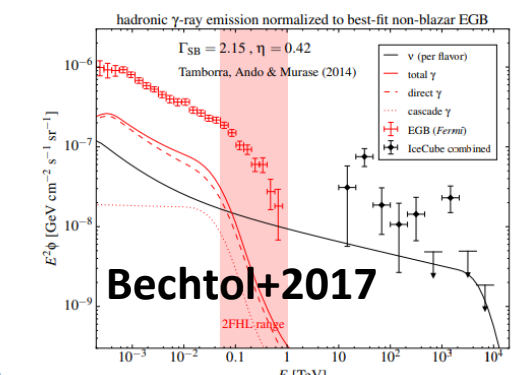 hadronic γ-ray emission normalized to best-fit non-blazar EGB
Γ_SB = 2.15 , η = 0.42
Tamborra, Ando & Murase (2014)
ν (per flavor)
total γ
direct γ
cascade γ
EGB (Fermi)
IceCube combined
E²ϕ [GeV cm⁻² s⁻¹ sr⁻¹]
10⁻⁶
10⁻⁷
10⁻⁸
10⁻⁹
Bechtol+2017
2FHL range
10⁻³ 10⁻² 0.1 1 10 10² 10³ 10⁴
E [TeV]